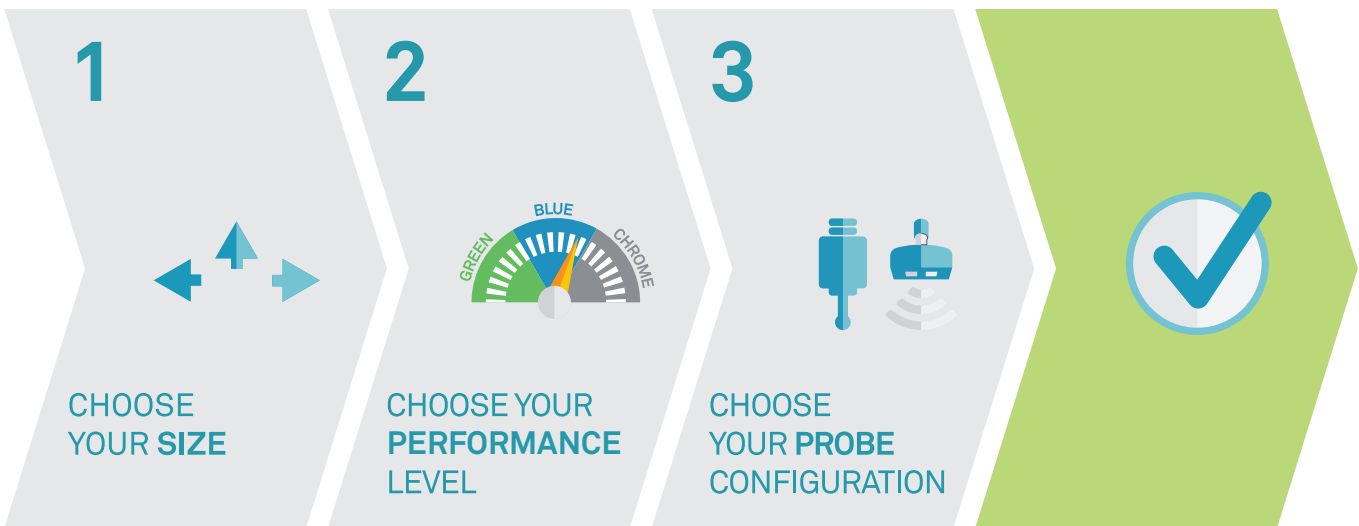 1
CHOOSE
YOUR SIZE
2
GREEN
BLUE
CHROME
CHOOSE YOUR
PERFORMANCE
LEVEL
3
CHOOSE
YOUR PROBE
CONFIGURATION